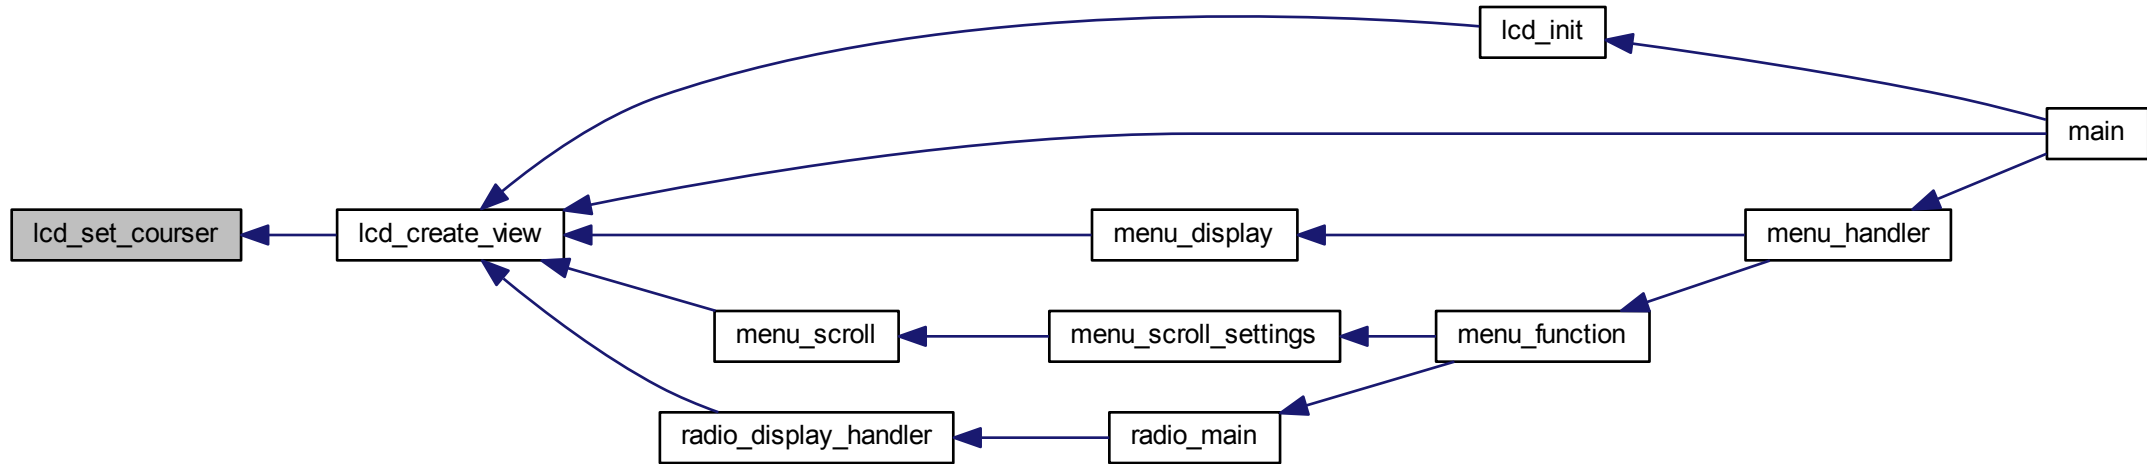 lcd_init
main
lcd_set_courser
lcd_create_view
menu_display
menu_handler
menu_scroll
menu_scroll_settings
menu_function
radio_display_handler
radio_main